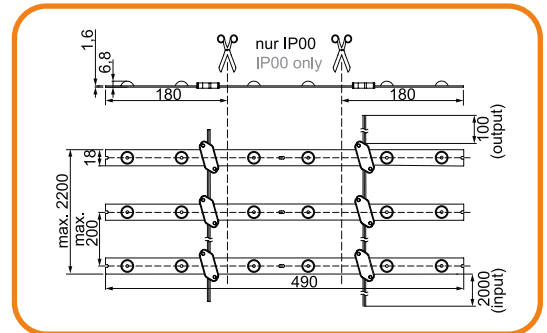 nur IP00
IP00 only
1,6
6,8
180
180
100
(output)
18
max. 2200
max.
200
490
2000
(input)